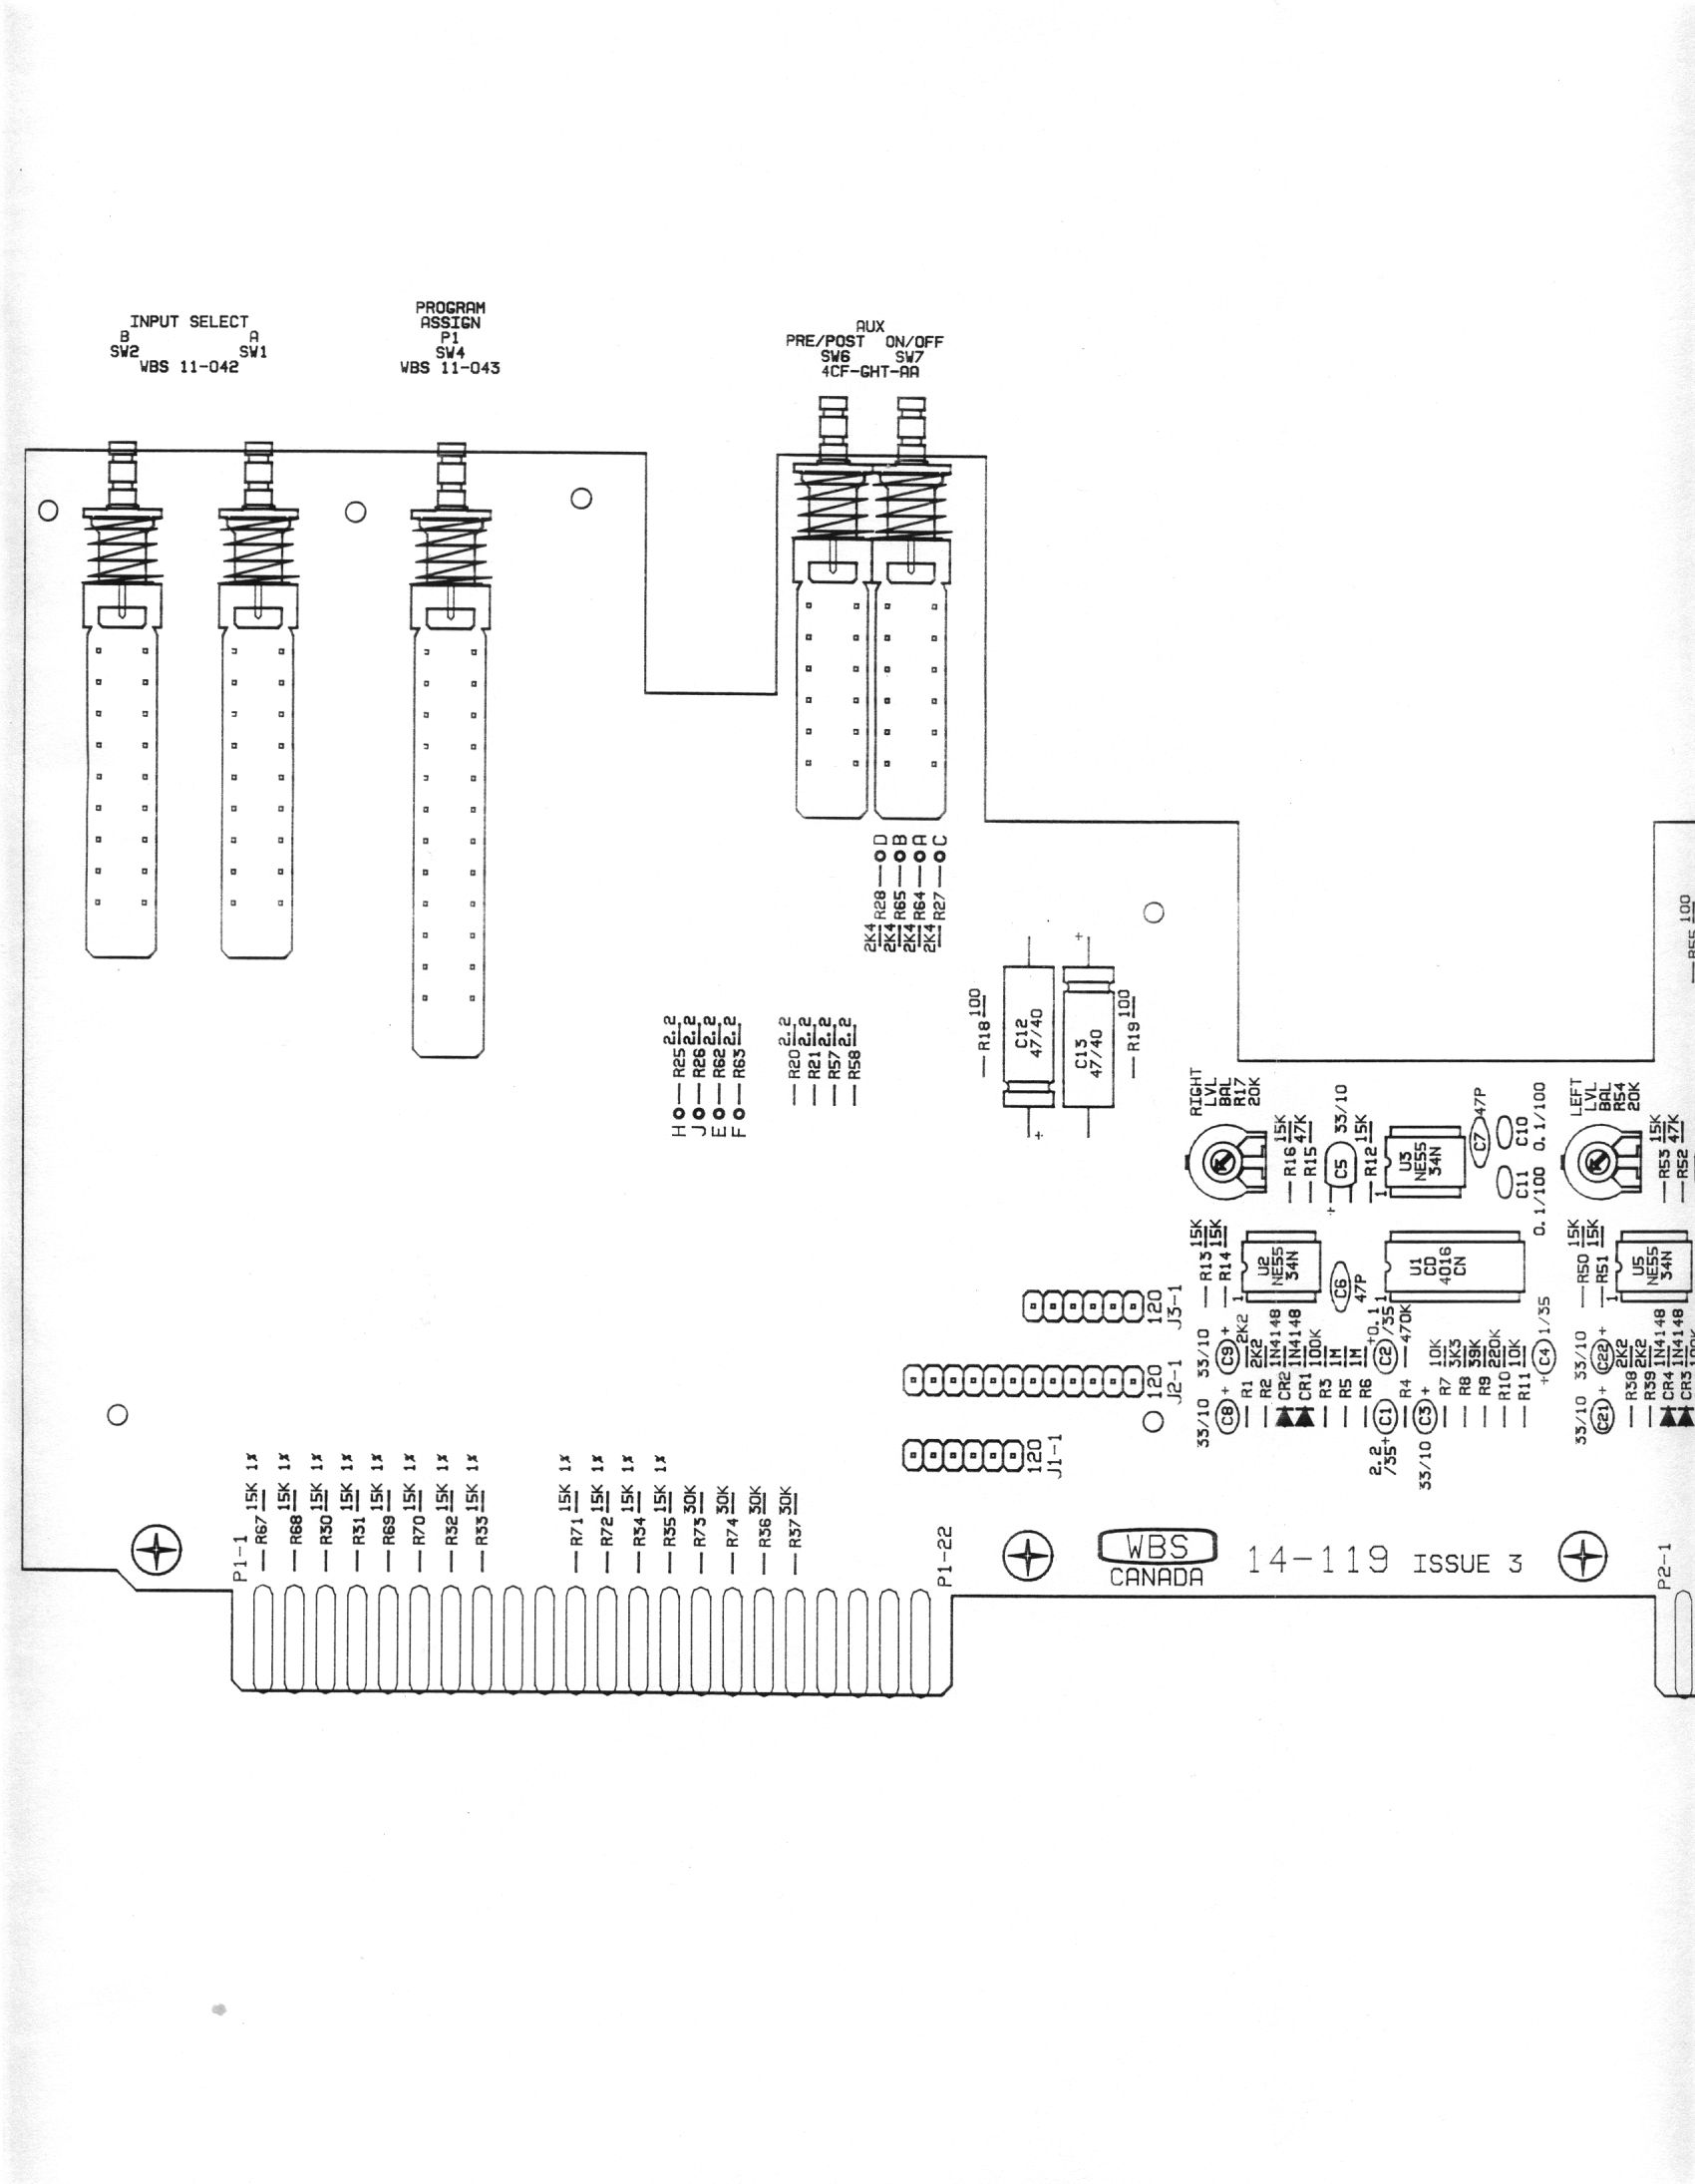 INPUT SELECT
B A
SW2 SW1
WBS 11-042
PROGRAM
ASSIGN
P1
SW4
WBS 11-043
AUX
PRE/POST ON/OFF
SW6 SW7
4CF-GHT-AA
2K4 R28 D
2K4 R65 B
2K4 R64 A
2K4 R27 C
H R25 2.2
J R26 2.2
E R62 2.2
F R63 2.2
R20 2.2
R21 2.2
R57 2.2
R58 2.2
R18 100
C12
47/40
+
C13
47/40
+
R19 100
R55 100
RIGHT
LVL
BAL
R17
20K
R16 15K
R15 47K
C5 33/10
+
R12 15K
1
U3
NE55
34N
C7 47P
C10 0.1/100
C11 0.1/100
LEFT
LVL
BAL
R54
20K
R53 15K
R52 47K
R13 15K
R14 15K
1
U2
NE55
34N
C6
47P
1
U1
CD
4016
CN
R50 15K
R51 15K
1
U5
NE55
34N
120
J3-1
120
J2-1
120
J1-1
33/10 C9 +
33/10 C8 +
R1 2K2
R2 2K2
CR2 1N4148
CR1 1N4148
R3 100K
R5 1M
R6 1M
C2 +0.1
/35
2.2
/35 + C1
R4 470K
33/10 C3 +
R7 10K
R8 3K3
R9 39K
R10 220K
R11 10K
+ C4 1/35
33/10 C22 +
33/10 C21 +
R38 2K2
R39 2K2
CR4 1N4148
CR3 1N4148
100K
P1-1
R67 15K 1%
R68 15K 1%
R30 15K 1%
R31 15K 1%
R69 15K 1%
R70 15K 1%
R32 15K 1%
R33 15K 1%
R71 15K 1%
R72 15K 1%
R34 15K 1%
R35 15K 1%
R73 30K
R74 30K
R36 30K
R37 30K
P1-22
WBS
CANADA
14-119 ISSUE 3
P2-1